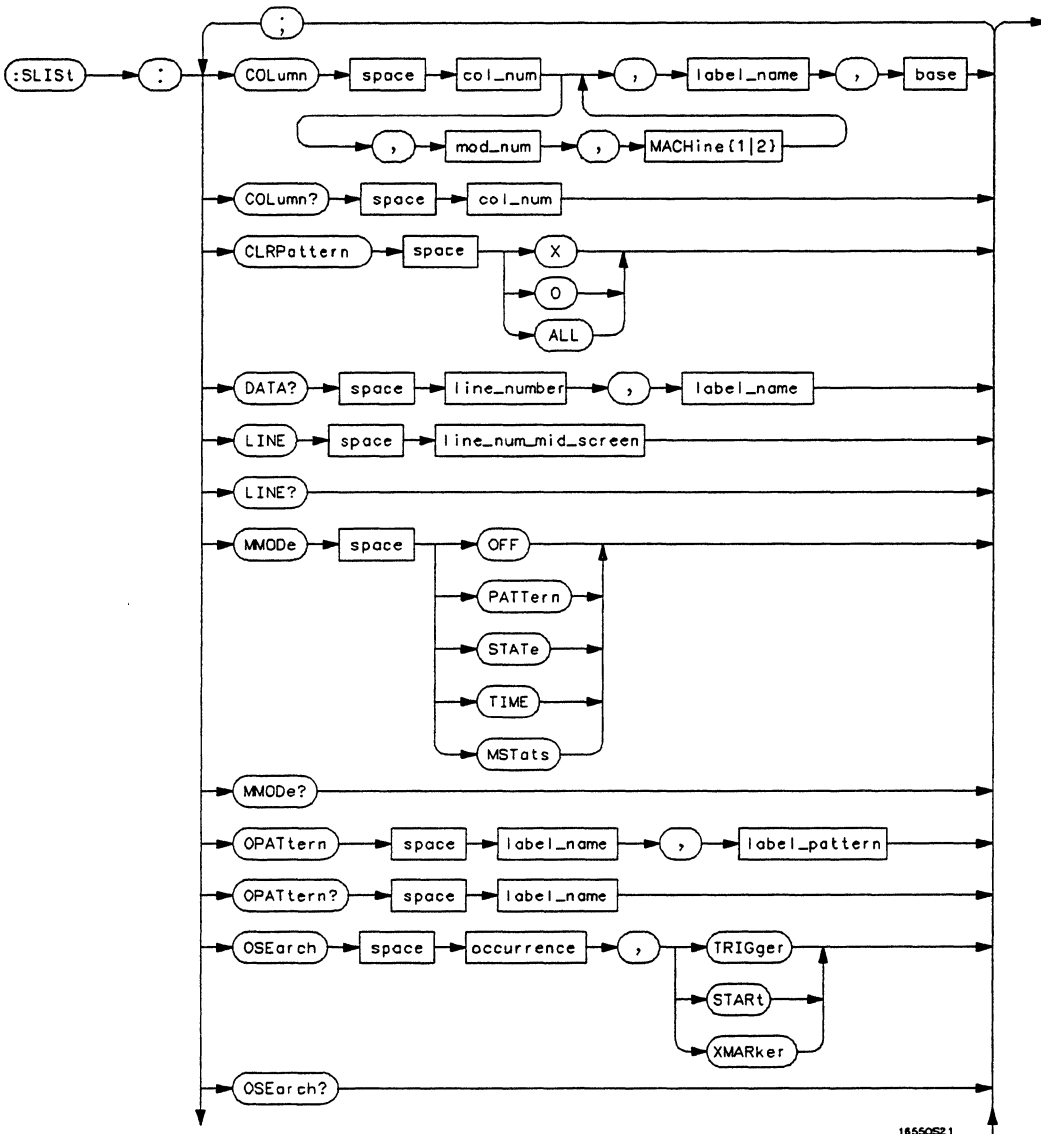 ;
:SLISt : COLumn space col_num , label_name , base
, mod_num , MACHine{1|2}
COLumn? space col_num
CLRPattern space X
O
ALL
DATA? space line_number , label_name
LINE space line_num_mid_screen
LINE?
MMODe space OFF
PATTern
STATe
TIME
MSTats
MMODe?
OPATtern space label_name , label_pattern
OPATtern? space label_name
OSEarch space occurrence , TRIGger
STARt
XMARker
OSEarch?
16550S21